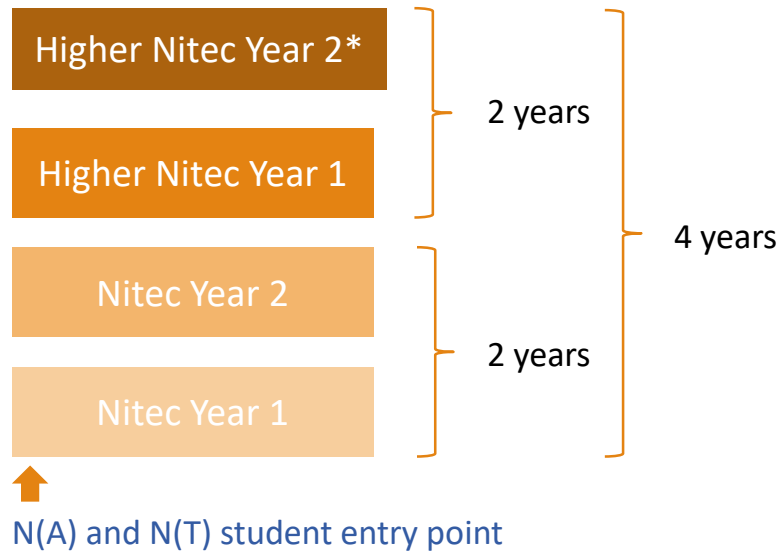 Higher Nitec Year 2*
2 years
Higher Nitec Year 1
4 years
Nitec Year 2
2 years
Nitec Year 1
N(A) and N(T) student entry point